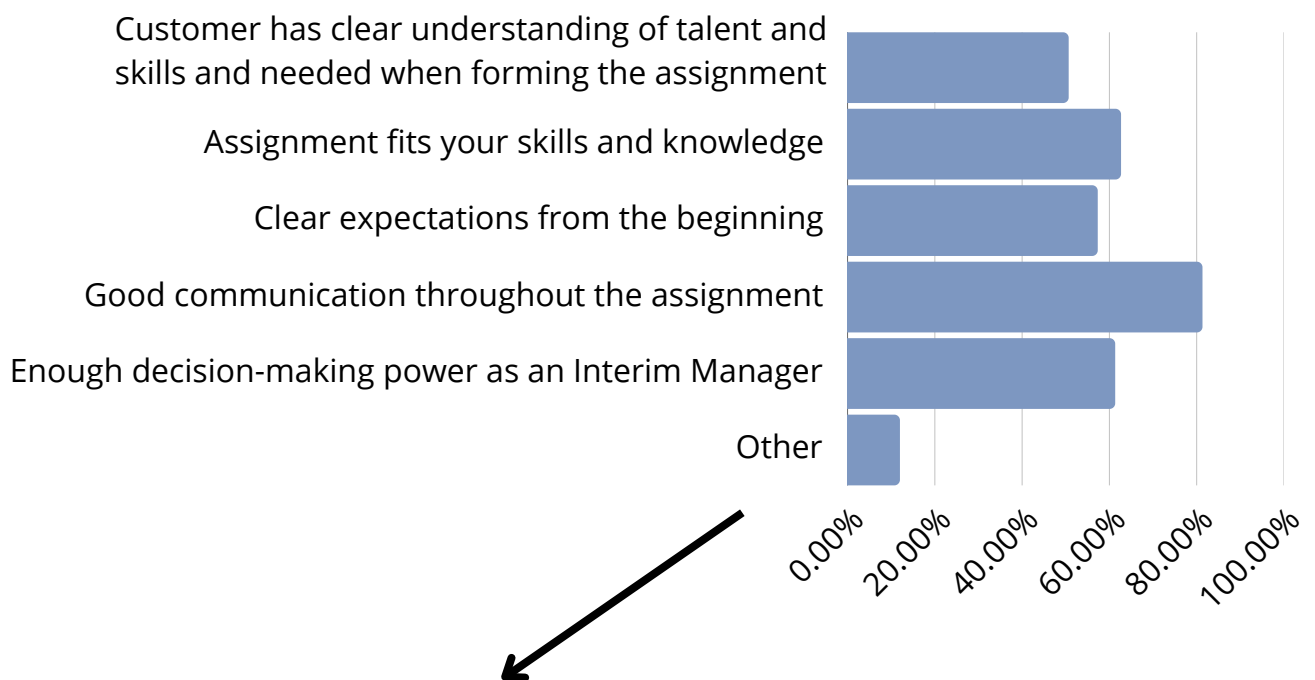 Customer has clear understanding of talent and
skills and needed when forming the assignment
Assignment fits your skills and knowledge
Clear expectations from the beginning
Good communication throughout the assignment
Enough decision-making power as an Interim Manager
Other
0.00%
20.00%
40.00%
60.00%
80.00%
100.00%